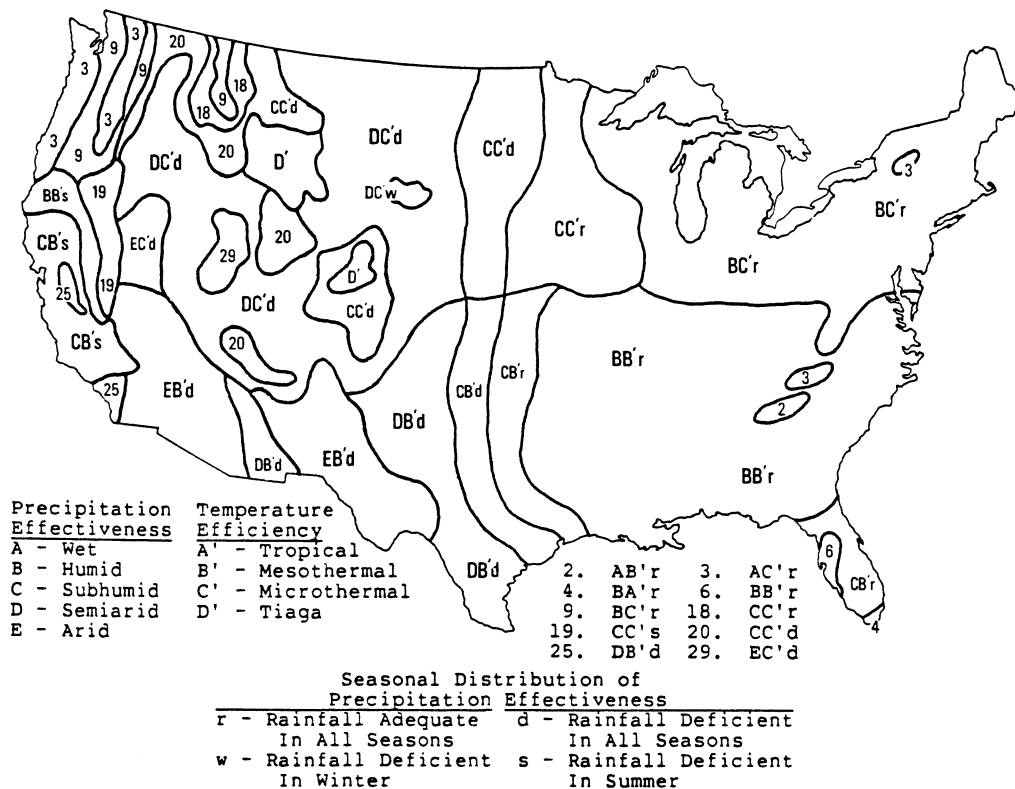 3
9
3
20
9
3
18
9
18
CC'd
3
3
9
DC'd
20
D'
DC'd
CC'd
DC'w
3
BC'r
BB's
19
CB's
EC'd
29
20
CC'r
BC'r
25
19
D'
CC'd
DC'd
CB's
20
BB'r
CB'r
3
25
EB'd
DB'd
CB'd
2
DB'd
EB'd
BB'r
6
CB'r
DB'd
4
Precipitation
Effectiveness
A - Wet
B - Humid
C - Subhumid
D - Semiarid
E - Arid
Temperature
Efficiency
A' - Tropical
B' - Mesothermal
C' - Microthermal
D' - Tiaga
2. AB'r 3. AC'r
4. BA'r 6. BB'r
9. BC'r 18. CC'r
19. CC's 20. CC'd
25. DB'd 29. EC'd
Seasonal Distribution of
Precipitation Effectiveness
r - Rainfall Adequate
In All Seasons
d - Rainfall Deficient
In All Seasons
w - Rainfall Deficient
In Winter
s - Rainfall Deficient
In Summer